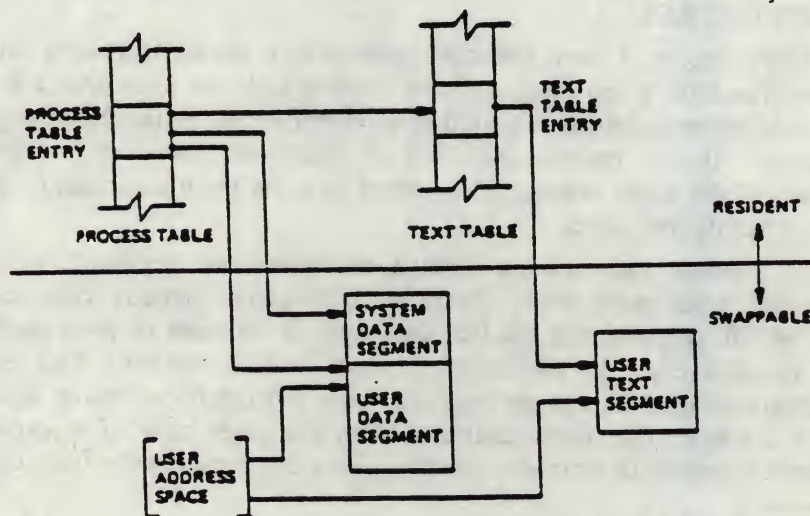 PROCESS
TABLE
ENTRY
PROCESS TABLE
TEXT
TABLE
ENTRY
TEXT TABLE
RESIDENT
SWAPPABLE
SYSTEM
DATA
SEGMENT
USER
DATA
SEGMENT
USER
TEXT
SEGMENT
USER
ADDRESS
SPACE